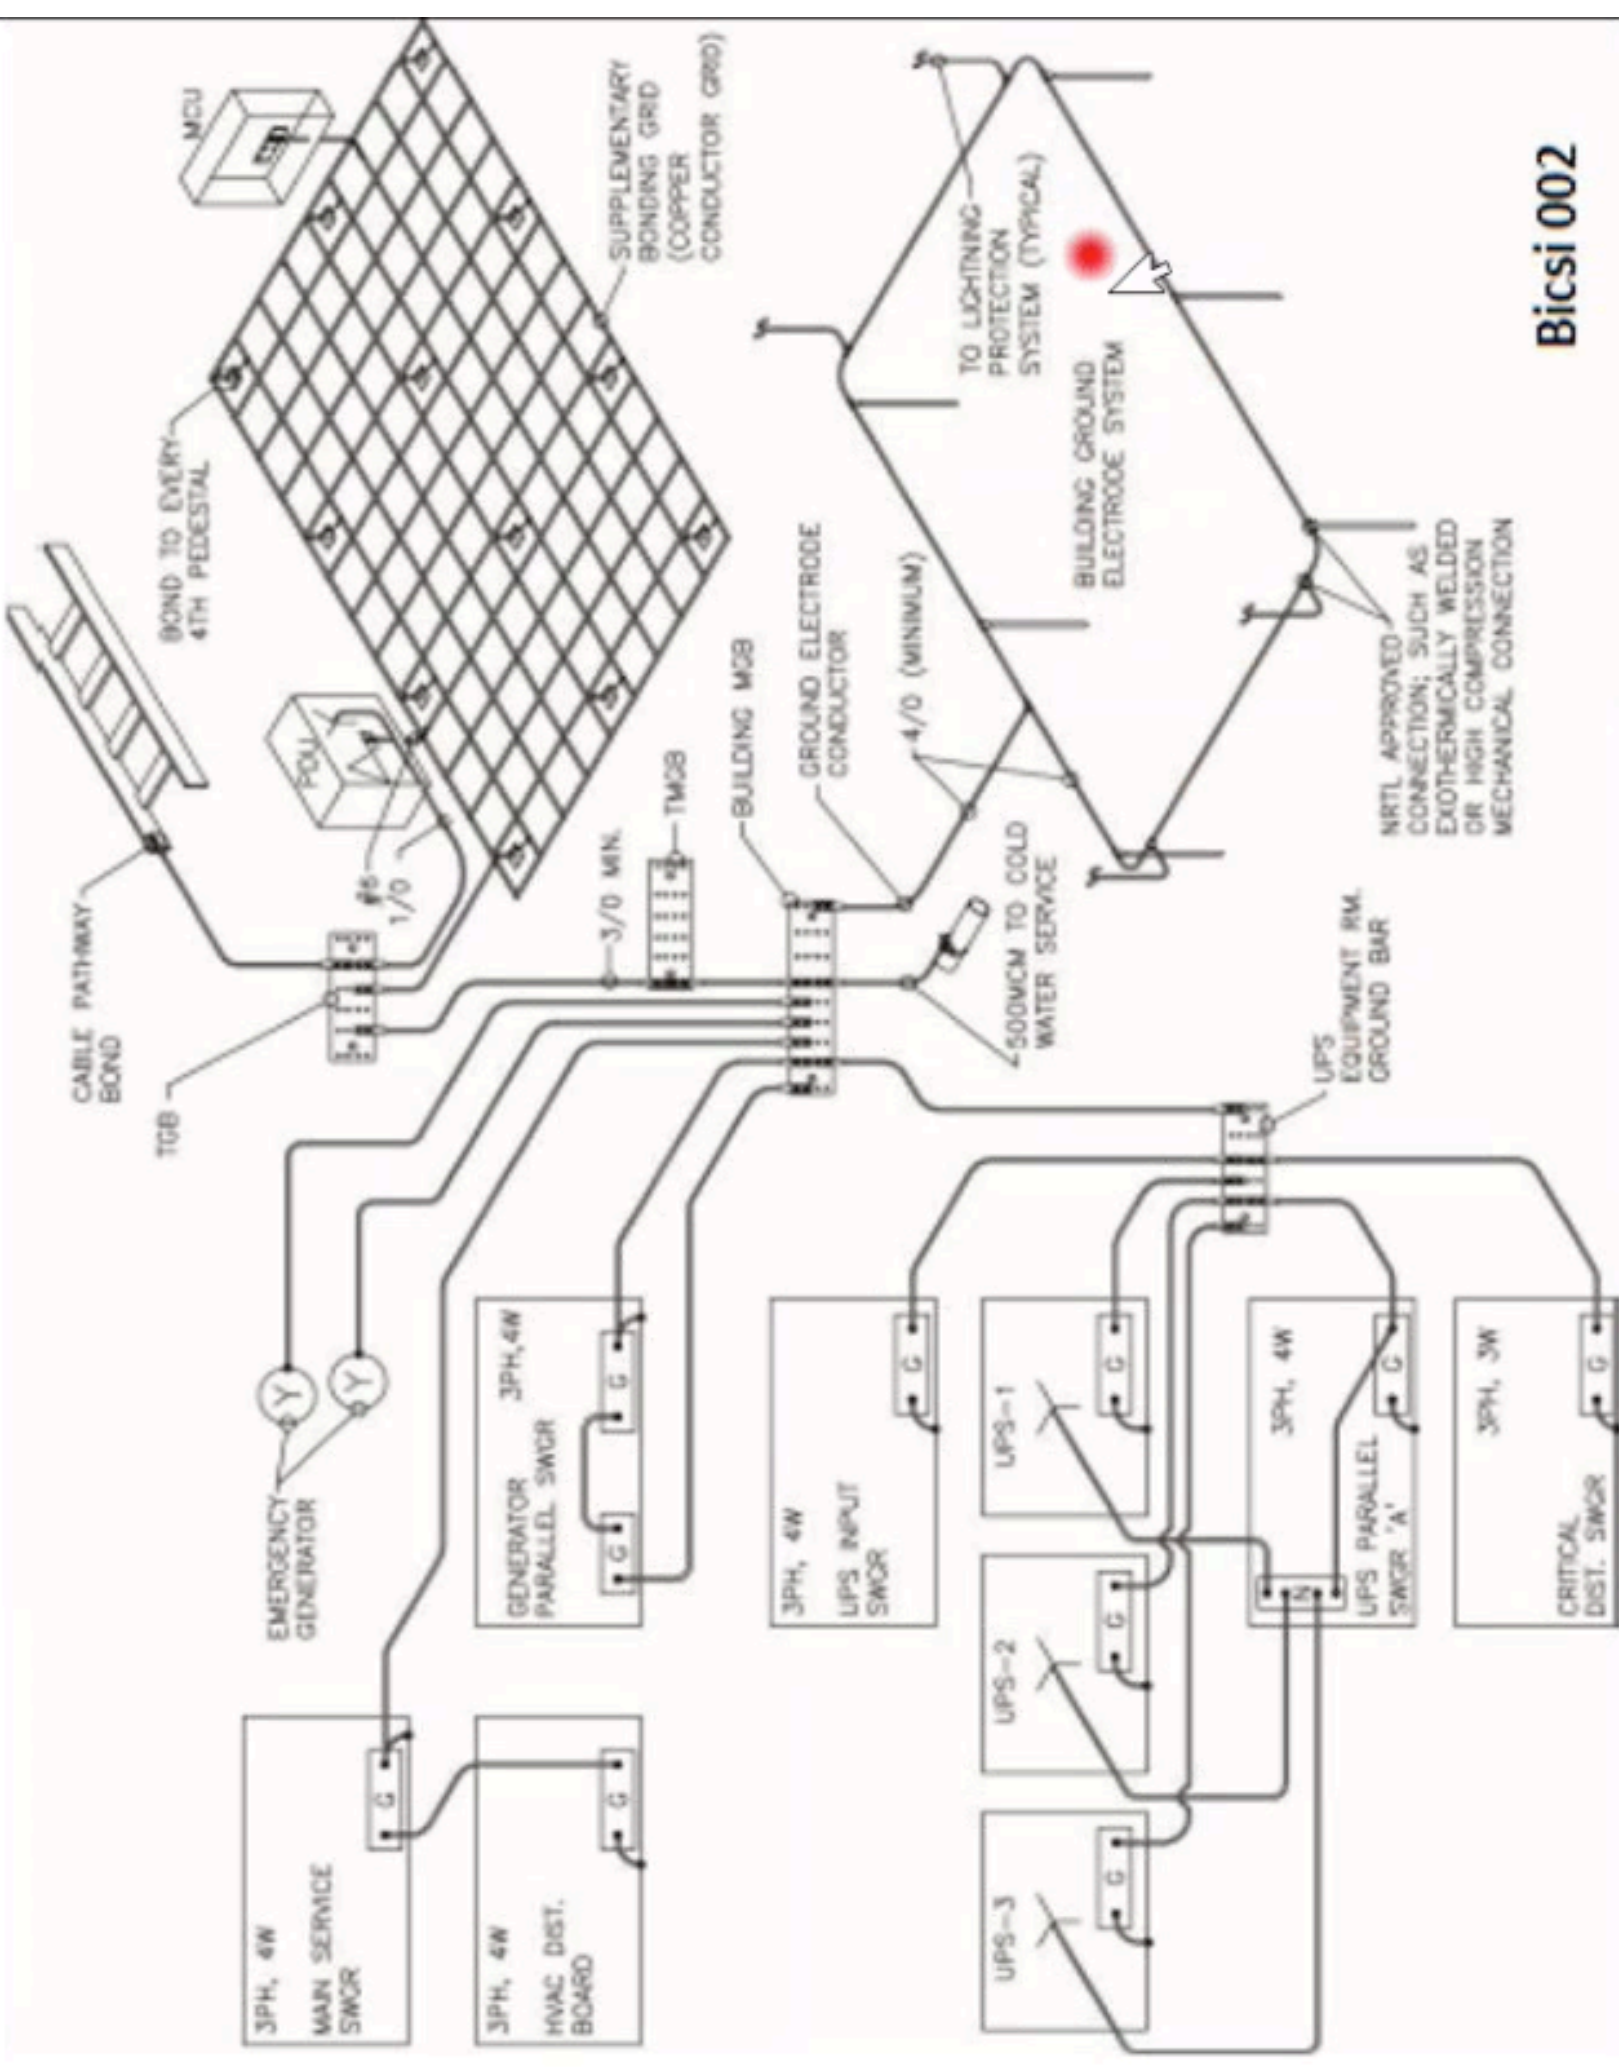 MCU
SUPPLEMENTARY
BONDING GRID
(COPPER
CONDUCTOR GRID)
BOND TO EVERY
4TH PEDESTAL
CABLE PATHWAY
BOND
PDU
#6
1/0
TGB
3/0 MIN.
TMGB
BUILDING MGB
GROUND ELECTRODE
CONDUCTOR
4/0 (MINIMUM)
TO LIGHTNING
PROTECTION
SYSTEM (TYPICAL)
BUILDING GROUND
ELECTRODE SYSTEM
NRTL APPROVED
CONNECTION; SUCH AS
EXOTHERMICALLY WELDED
OR HIGH COMPRESSION
MECHANICAL CONNECTION
500MCM TO COLD
WATER SERVICE
UPS
EQUIPMENT RM.
GROUND BAR
EMERGENCY
GENERATOR
Y
Y
3PH, 4W
MAIN SERVICE
SWGR
G
3PH, 4W
HVAC DIST.
BOARD
G
3PH,4W
GENERATOR
PARALLEL SWGR
G
G
3PH, 4W
UPS INPUT
SWGR
G
UPS-1
G
UPS-2
G
UPS-3
G
3PH, 4W
UPS PARALLEL
SWGR "A"
N
G
3PH, 3W
CRITICAL
DIST. SWGR
G
Bicsi 002